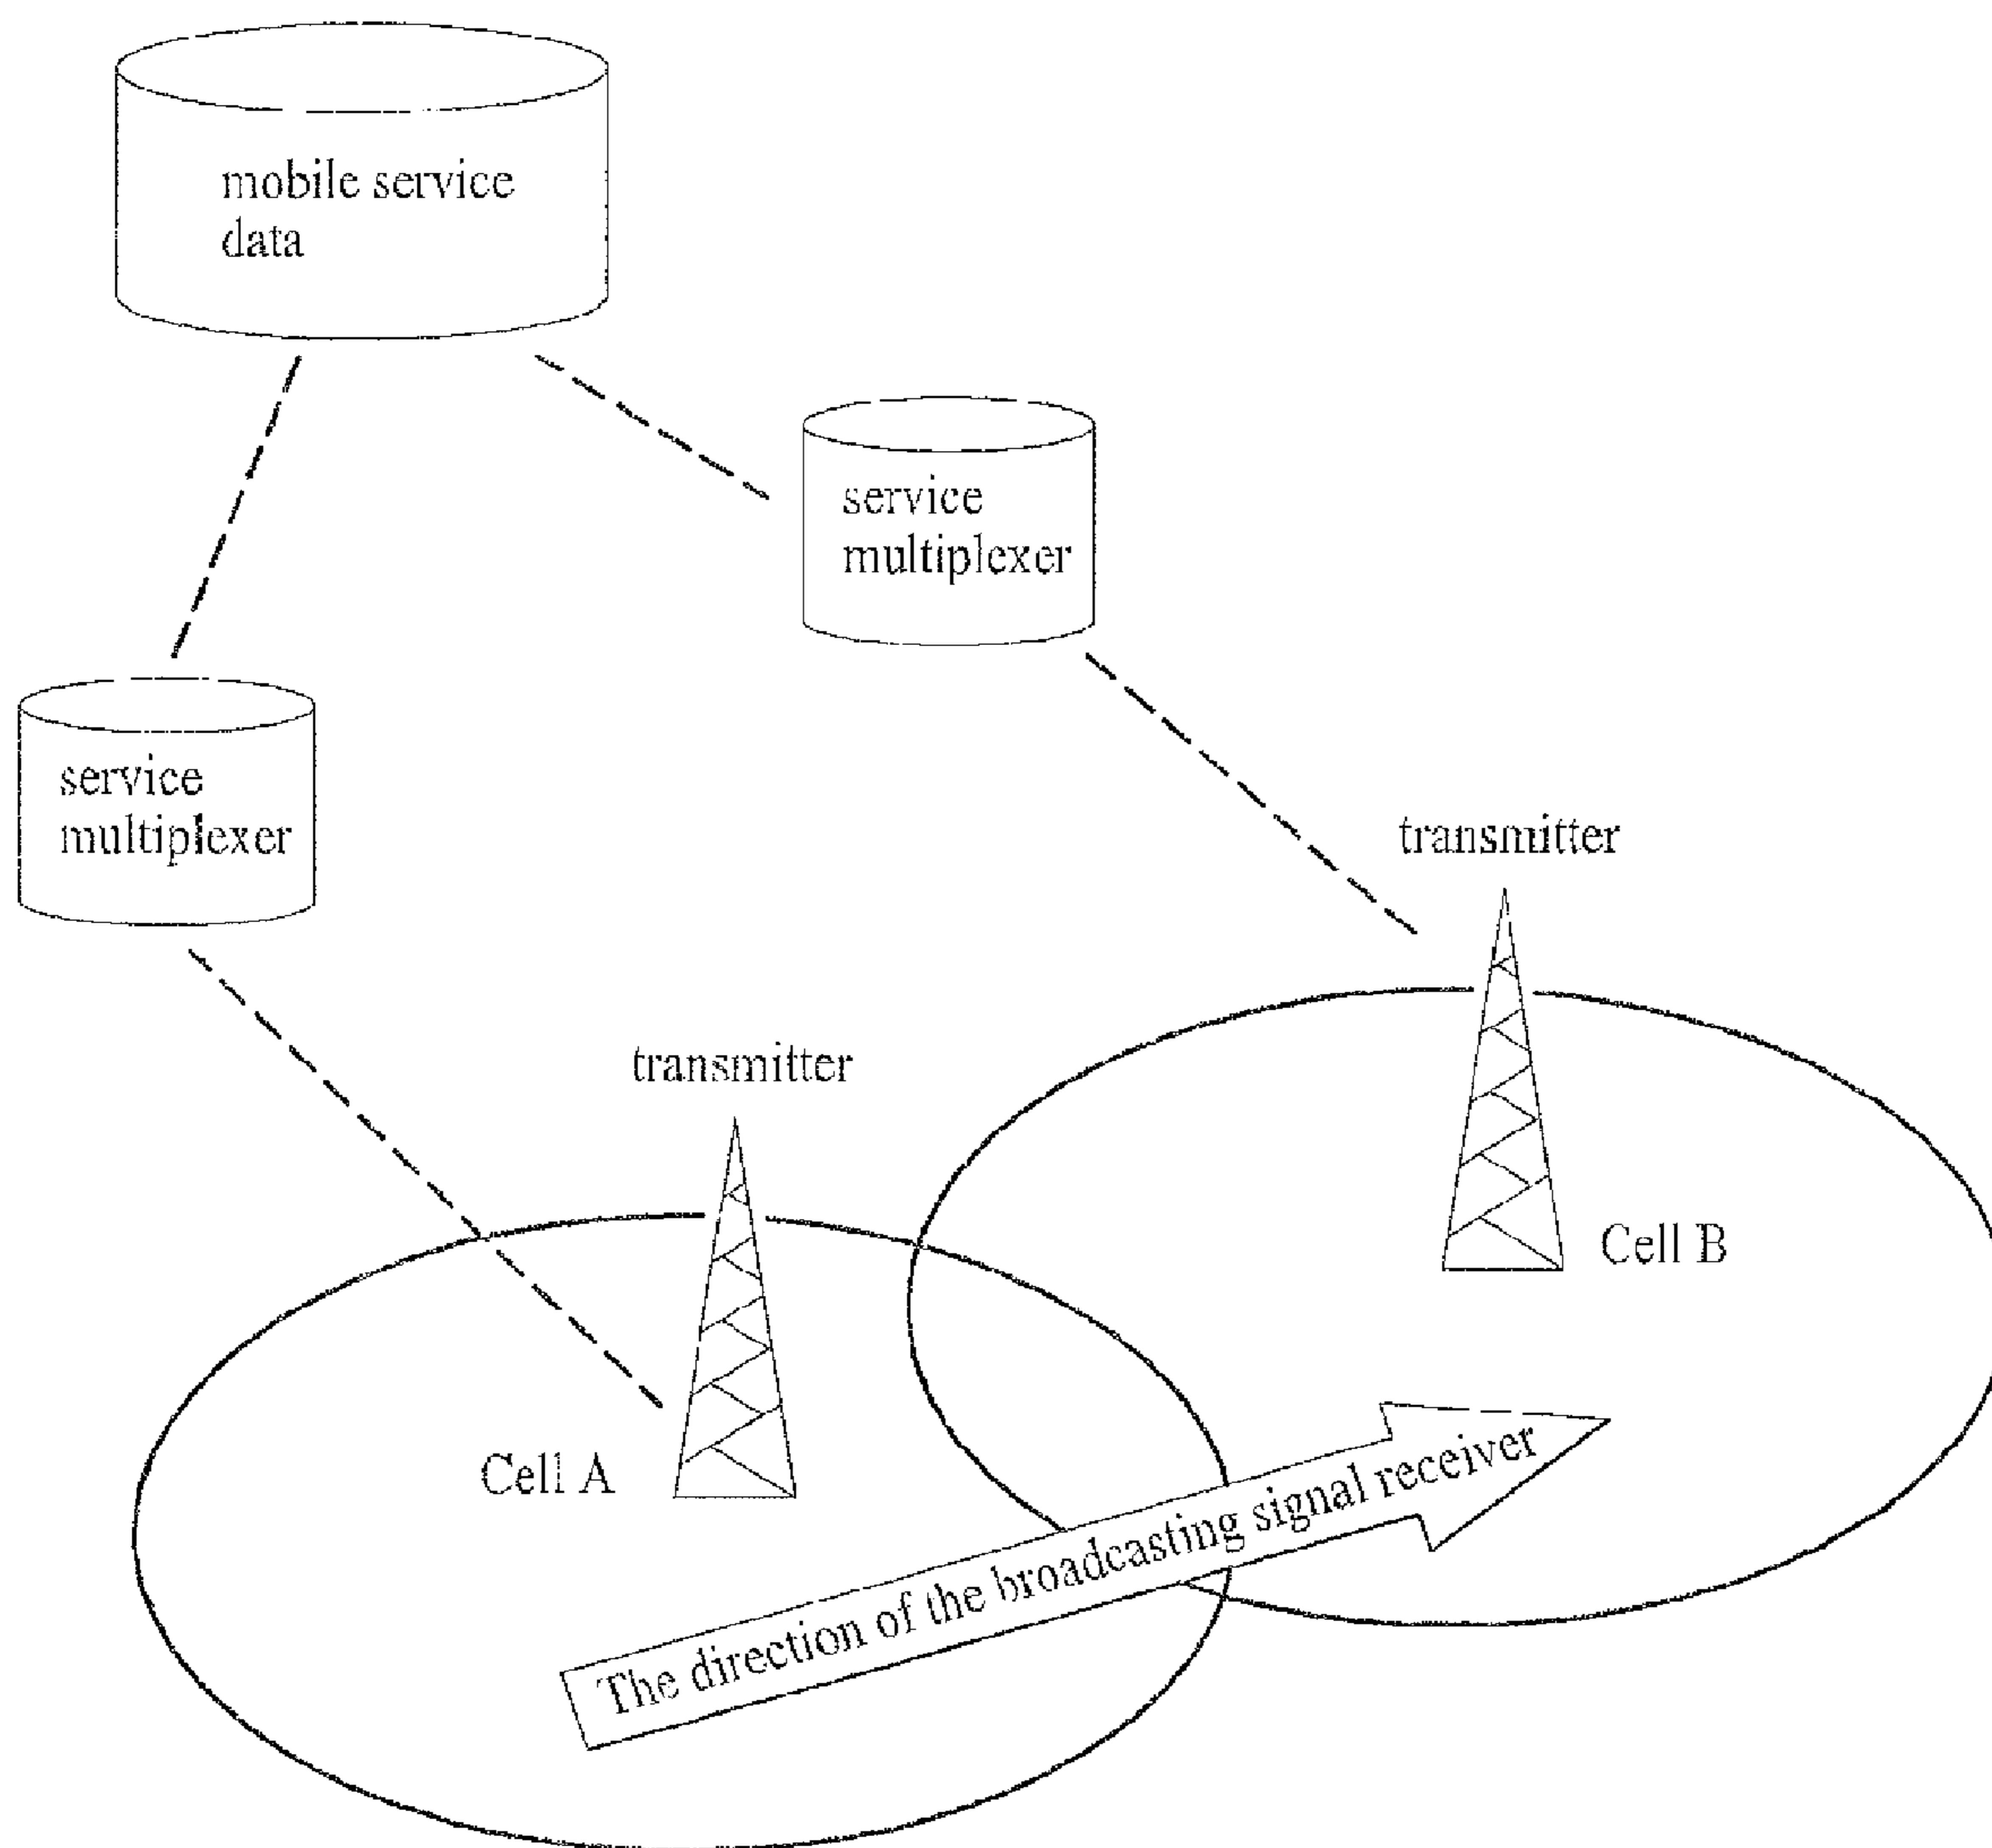 mobile service
data
service
multiplexer
service
multiplexer
transmitter
transmitter
Cell B
Cell A
The direction of the broadcasting signal receiver